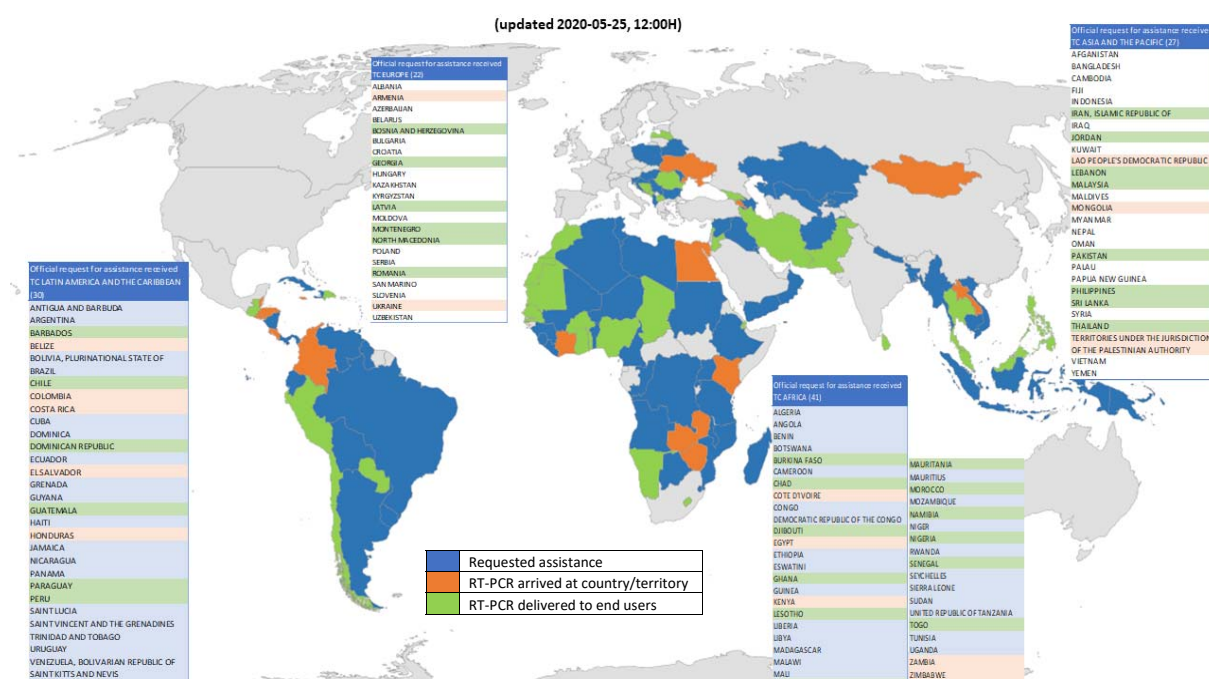 (updated 2020-05-25, 12:00H)
Official request for assistance received
TC EUROPE (22)
ALBANIA
ARMENIA
AZERBAIJAN
BELARUS
BOSNIA AND HERZEGOVINA
BULGARIA
CROATIA
GEORGIA
HUNGARY
KAZAKHSTAN
KYRGYZSTAN
LATVIA
MOLDOVA
MONTENEGRO
NORTH MACEDONIA
POLAND
SERBIA
ROMANIA
SAN MARINO
SLOVENIA
UKRAINE
UZBEKISTAN
Official request for assistance received
TC ASIA AND THE PACIFIC (27)
AFGANISTAN
BANGLADESH
CAMBODIA
FIJI
INDONESIA
IRAN, ISLAMIC REPUBLIC OF
IRAQ
JORDAN
KUWAIT
LAO PEOPLE'S DEMOCRATIC REPUBLIC
LEBANON
MALAYSIA
MALDIVES
MONGOLIA
MYANMAR
NEPAL
OMAN
PAKISTAN
PALAU
PAPUA NEW GUINEA
PHILIPPINES
SRI LANKA
SYRIA
THAILAND
TERRITORIES UNDER THE JURISDICTION
OF THE PALESTINIAN AUTHORITY
VIETNAM
YEMEN
Official request for assistance received
TC LATIN AMERICA AND THE CARIBBEAN
(30)
ANTIGUA AND BARBUDA
ARGENTINA
BARBADOS
BELIZE
BOLIVIA, PLURINATIONAL STATE OF
BRAZIL
CHILE
COLOMBIA
COSTA RICA
CUBA
DOMINICA
DOMINICAN REPUBLIC
ECUADOR
EL SALVADOR
GRENADA
GUYANA
GUATEMALA
HAITI
HONDURAS
JAMAICA
NICARAGUA
PANAMA
PARAGUAY
PERU
SAINT LUCIA
SAINT VINCENT AND THE GRENADINES
TRINIDAD AND TOBAGO
URUGUAY
VENEZUELA, BOLIVARIAN REPUBLIC OF
SAINT KITTS AND NEVIS
Requested assistance
RT-PCR arrived at country/territory
RT-PCR delivered to end users
Official request for assistance received
TC AFRICA (41)
ALGERIA
ANGOLA
BENIN
BOTSWANA
BURKINA FASO
CAMEROON
CHAD
COTE D'IVOIRE
CONGO
DEMOCRATIC REPUBLIC OF THE CONGO
DJIBOUTI
EGYPT
ETHIOPIA
ESWATINI
GHANA
GUINEA
KENYA
LESOTHO
LIBERIA
LIBYA
MADAGASCAR
MALAWI
MALI
MAURITANIA
MAURITIUS
MOROCCO
MOZAMBIQUE
NAMIBIA
NIGER
NIGERIA
RWANDA
SENEGAL
SEYCHELLES
SIERRA LEONE
SUDAN
UNITED REPUBLIC OF TANZANIA
TOGO
TUNISIA
UGANDA
ZAMBIA
ZIMBABWE